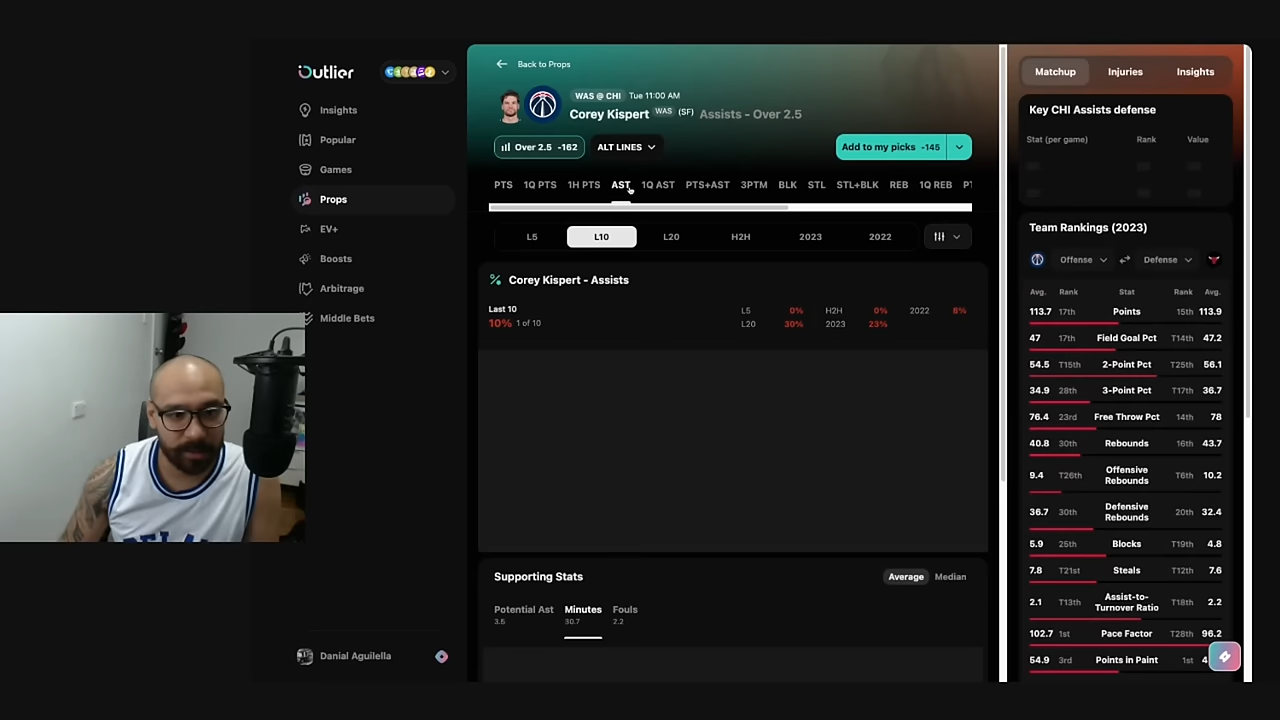 Outlier
Insights
Popular
Games
Props
EV+
Boosts
Arbitrage
Middle Bets
Danial Aguilella
Back to Props
WAS @ CHI Tue 11:00 AM
Corey Kispert WAS (SF) Assists - Over 2.5
Over 2.5 -162 ALT LINES Add to my picks -145
PTS 1Q PTS 1H PTS AST 1Q AST PTS+AST 3PTM BLK STL STL+BLK REB 1Q REB
L5 L10 L20 H2H 2023 2022
Corey Kispert - Assists
Last 10
10% 1 of 10
L5 0% H2H 0% 2022 8%
L20 30% 2023 23%
Supporting Stats Average Median
Potential Ast Minutes Fouls
3.5 30.7 2.2
Matchup Injuries Insights
Key CHI Assists defense
Stat (per game) Rank Value
Team Rankings (2023)
Offense Defense
Avg. Rank Stat Rank Avg.
113.7 17th Points 15th 113.9
47 17th Field Goal Pct T14th 47.2
54.5 T15th 2-Point Pct T25th 56.1
34.9 28th 3-Point Pct T17th 36.7
76.4 23rd Free Throw Pct 14th 78
40.8 30th Rebounds 16th 43.7
9.4 T26th Offensive Rebounds T6th 10.2
36.7 30th Defensive Rebounds 20th 32.4
5.9 25th Blocks T19th 4.8
7.8 T21st Steals T12th 7.6
2.1 T13th Assist-to-Turnover Ratio T18th 2.2
102.7 1st Pace Factor T28th 96.2
54.9 3rd Points in Paint 1st